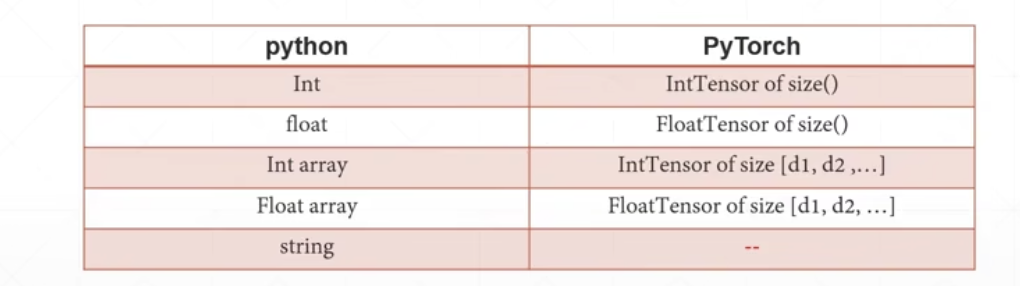 python PyTorch
Int IntTensor of size()
float FloatTensor of size()
Int array IntTensor of size [d1, d2 ,...]
Float array FloatTensor of size [d1, d2, ...]
string --